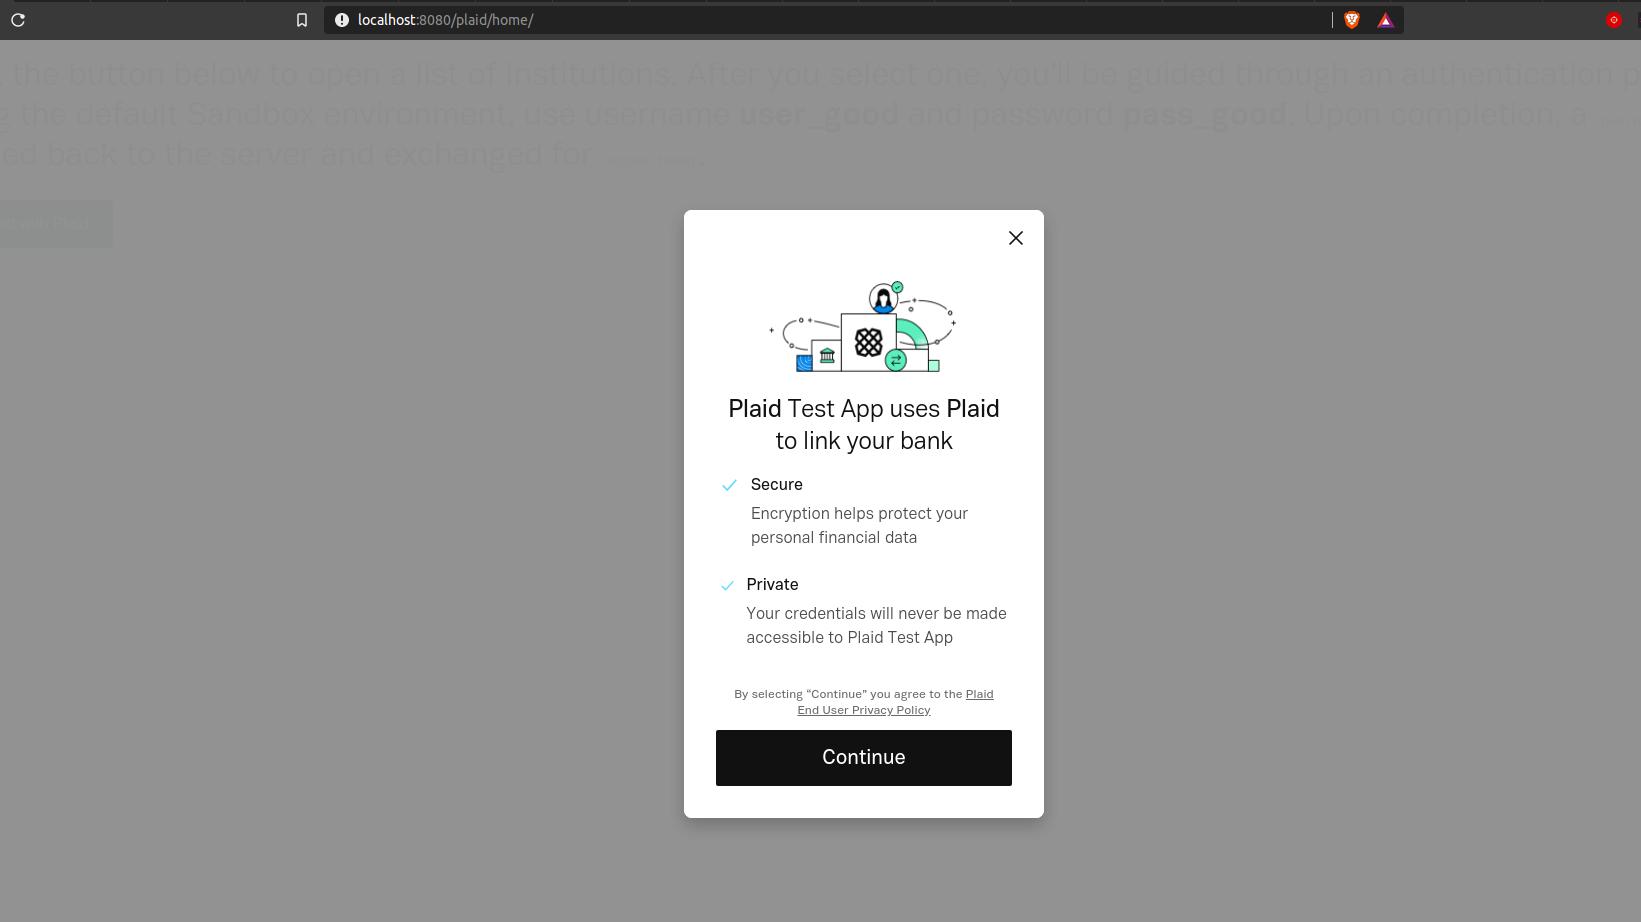 localhost:8080/plaid/home/
the button below to open a list of institutions. After you select one, you'll be guided through an authentication p
g the default Sandbox environment, use username user_good and password pass_good. Upon completion, a
ed back to the server and exchanged for
with Plaid
Plaid Test App uses Plaid
to link your bank
Secure
Encryption helps protect your
personal financial data
Private
Your credentials will never be made
accessible to Plaid Test App
By selecting “Continue” you agree to the Plaid
End User Privacy Policy
Continue